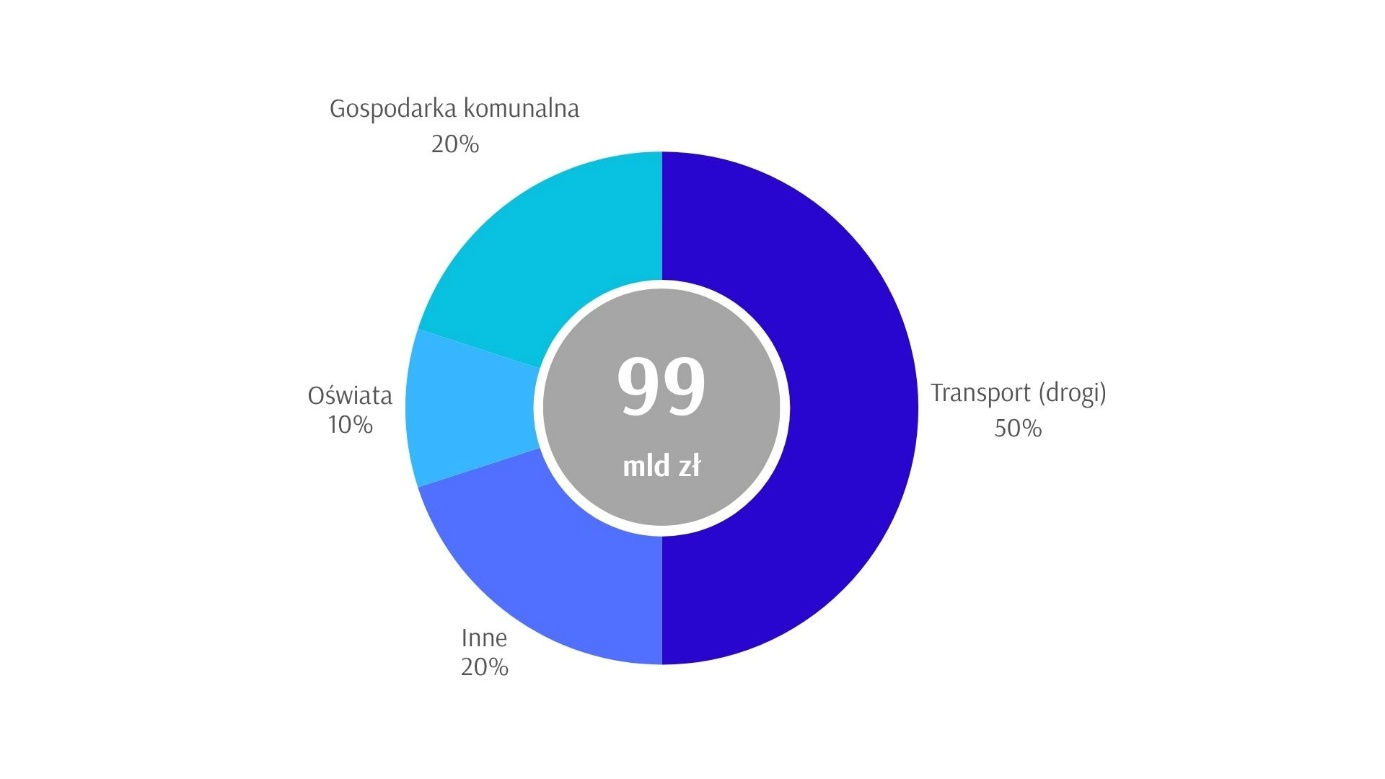 Gospodarka komunalna
20%
Transport (drogi)
50%
Oświata
10%
99
mld zł
Inne
20%